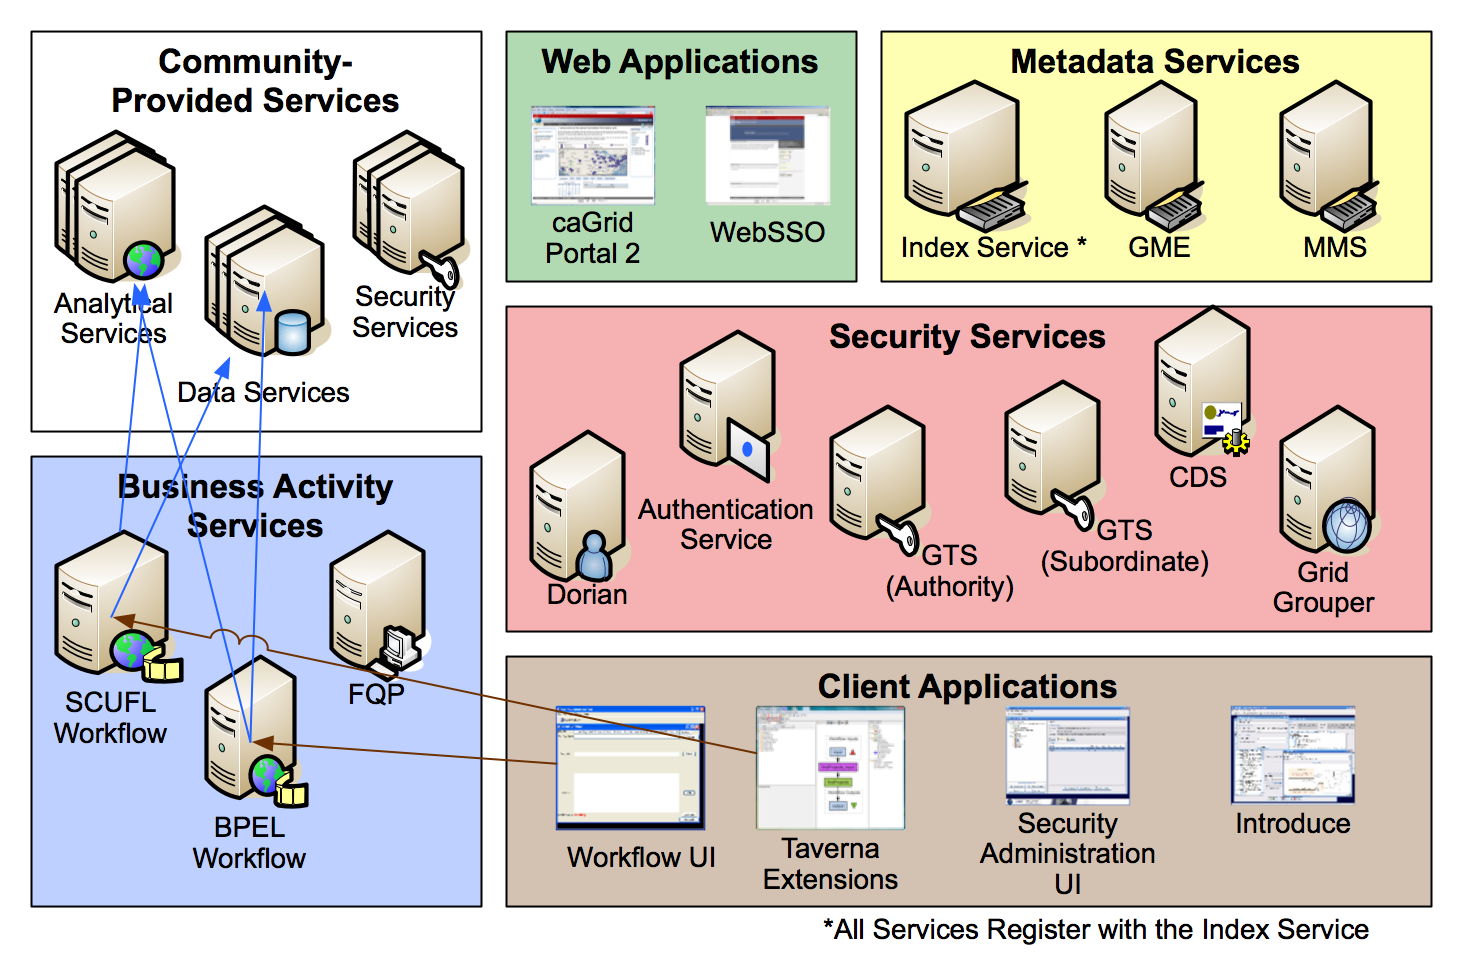 Community-
Provided Services
Analytical
Services
Data Services
Security
Services
Web Applications
caGrid
Portal 2
WebSSO
Metadata Services
Index Service *
GME
MMS
Security Services
Dorian
Authentication
Service
GTS
(Authority)
GTS
(Subordinate)
CDS
Grid
Grouper
Business Activity
Services
SCUFL
Workflow
BPEL
Workflow
FQP
Client Applications
Workflow UI
Taverna
Extensions
Security
Administration
UI
Introduce
*All Services Register with the Index Service